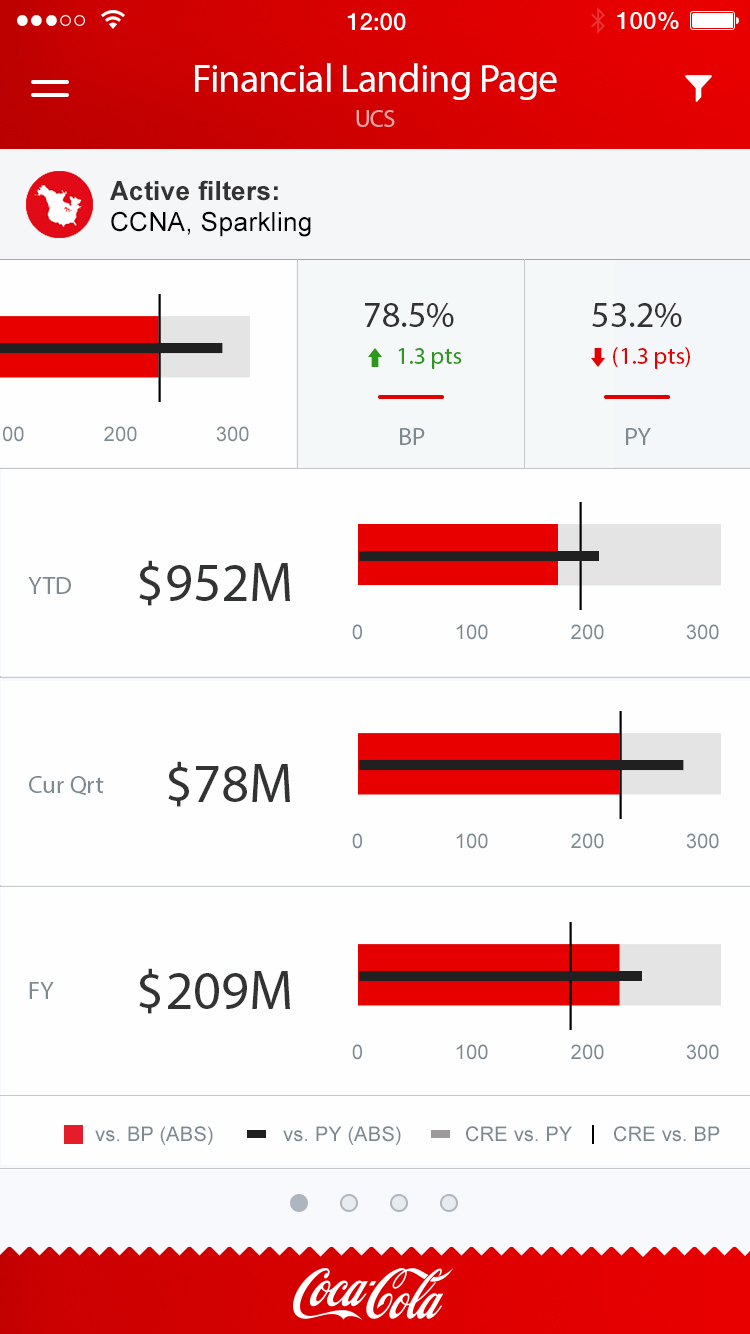 12:00 100%
Financial Landing Page
UCS
Active filters:
CCNA, Sparkling
78.5% 53.2%
1.3 pts (1.3 pts)
00 200 300 BP PY
YTD $952M
0 100 200 300
Cur Qrt $78M
0 100 200 300
FY $209M
0 100 200 300
vs. BP (ABS) vs. PY (ABS) CRE vs. PY CRE vs. BP
Coca-Cola